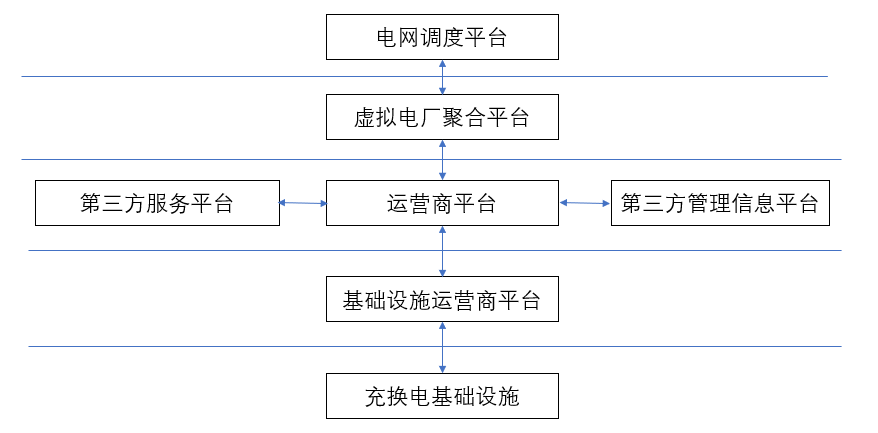 电网调度平台
虚拟电厂聚合平台
第三方服务平台
运营商平台
第三方管理信息平台
基础设施运营商平台
充换电基础设施